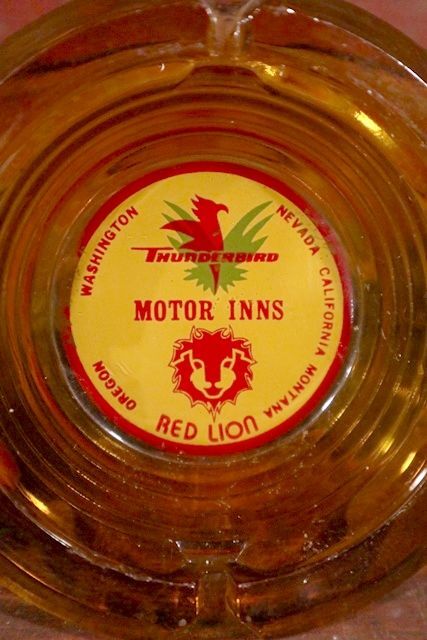 WASHINGTON
NEVADA
CALIFORNIA
MONTANA
OREGON
THUNDERBIRD
MOTOR INNS
RED LION